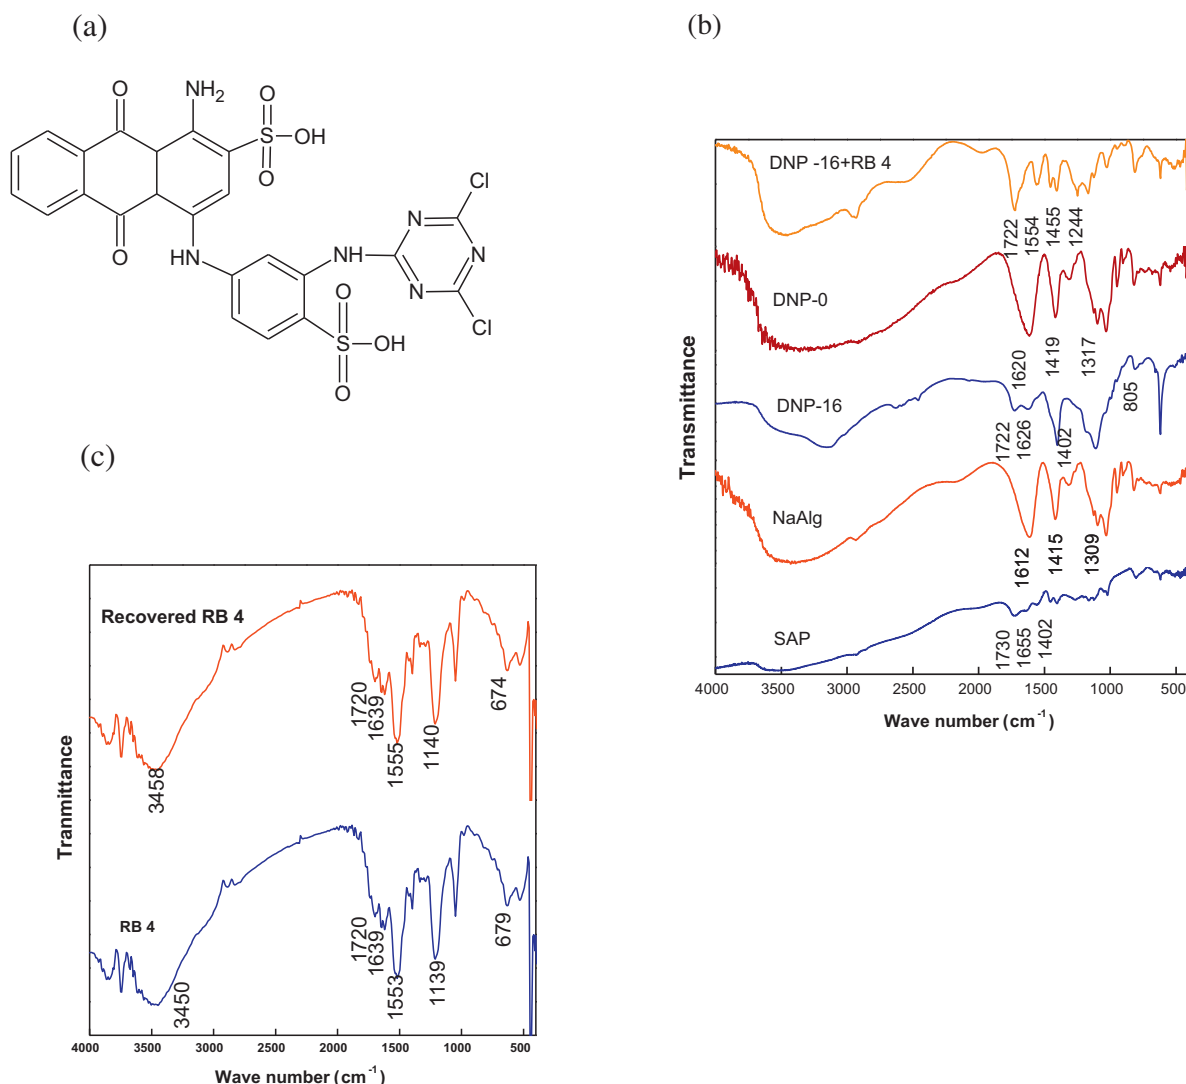 (a)
O
NH2
O
S
OH
O
O
HN
NH
N
N
N
Cl
Cl
O
S
OH
O
(b)
DNP -16+RB 4
1722
1554
1455
1244
DNP-0
1620
1419
1317
DNP-16
805
1722
1626
1402
NaAlg
1612
1415
1309
SAP
1730
1655
1402
Transmittance
4000 3500 3000 2500 2000 1500 1000 500
Wave number (cm-1)
(c)
Recovered RB 4
3458
1720
1639
1555
1140
674
RB 4
3450
1720
1639
1553
1139
679
Tranmittance
4000 3500 3000 2500 2000 1500 1000 500
Wave number (cm-1)